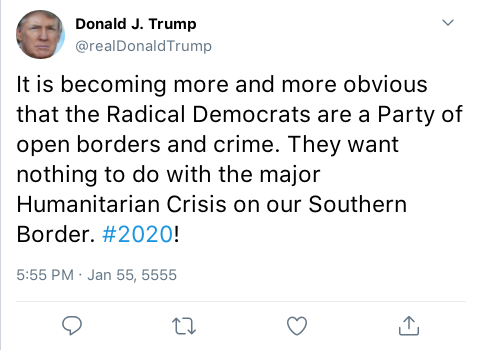 Donald J. Trump
@realDonaldTrump
It is becoming more and more obvious
that the Radical Democrats are a Party of
open borders and crime. They want
nothing to do with the major
Humanitarian Crisis on our Southern
Border. #2020!
5:55 PM · Jan 55, 5555